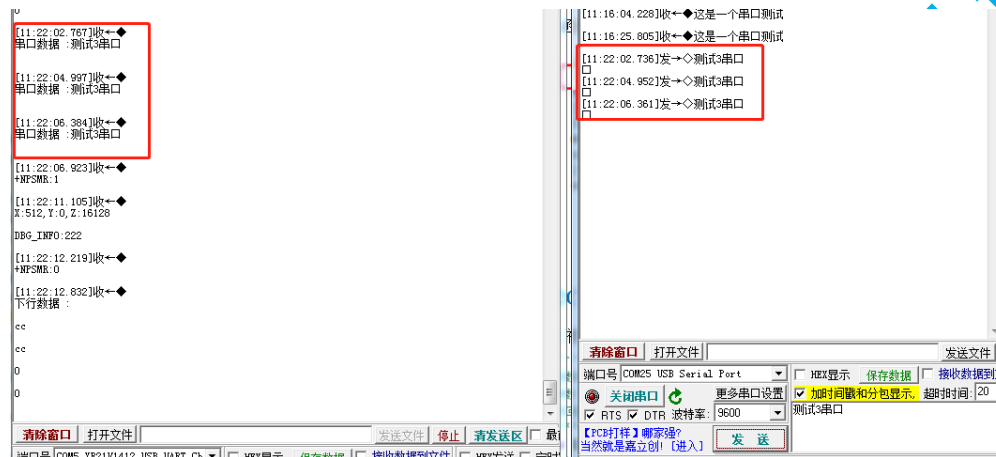 [11:22:02.767]收←◆
串口数据 :测试3串口
[11:22:04.997]收←◆
串口数据 :测试3串口
[11:22:06.384]收←◆
串口数据 :测试3串口
[11:22:06.923]收←◆
+NPSMR:1
[11:22:11.105]收←◆
X:512,Y:0,Z:16128
DBG_INFO:222
[11:22:12.219]收←◆
+NPSMR:0
[11:22:12.832]收←◆
下行数据 :
cc
cc
0
0
清除窗口 打开文件 发送文件 停止 清发送区
[11:16:04.228]收←◆这是一个串口测试
[11:16:25.805]收←◆这是一个串口测试
[11:22:02.736]发→◇测试3串口
□
[11:22:04.952]发→◇测试3串口
□
[11:22:06.361]发→◇测试3串口
□
清除窗口 打开文件 发送文件
端口号 COM25 USB Serial Port HEX显示 保存数据 接收数据到
关闭串口 更多串口设置 加时间戳和分包显示, 超时时间: 20
RTS DTR 波特率: 9600 测试3串口
【PCB打样】哪家强?
当然就是嘉立创! [进入] 发 送